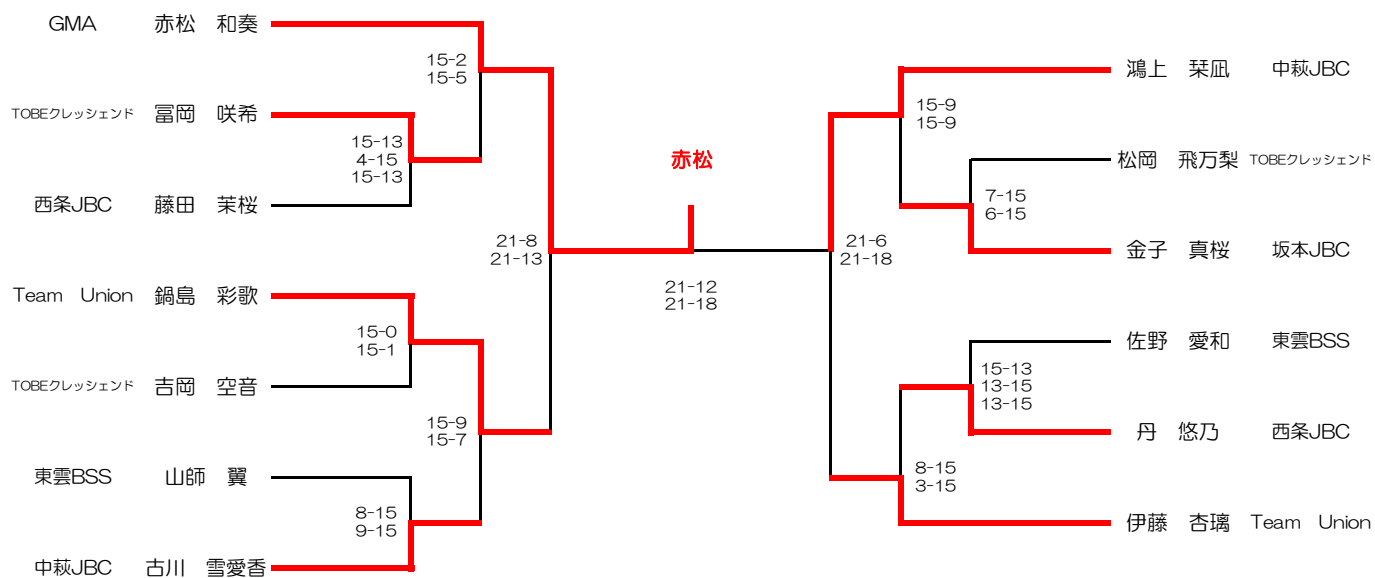 GMA 赤松 和奏
15-2
15-5
TOBEクレッシェンド 冨岡 咲希
15-13
4-15
15-13
西条JBC 藤田 茉桜
21-8
21-13
Team Union 鍋島 彩歌
15-0
15-1
TOBEクレッシェンド 吉岡 空音
15-9
15-7
東雲BSS 山師 翼
8-15
9-15
中萩JBC 古川 雪愛香
赤松
21-12
21-18
鴻上 栞凪 中萩JBC
15-9
15-9
松岡 飛万梨 TOBEクレッシェンド
7-15
6-15
金子 真桜 坂本JBC
21-6
21-18
佐野 愛和 東雲BSS
15-13
13-15
13-15
丹 悠乃 西条JBC
8-15
3-15
伊藤 杏璃 Team Union